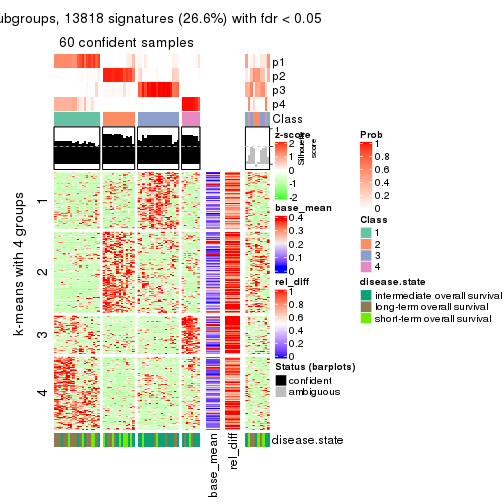 ubgroups, 13818 signatures (26.6%) with fdr < 0.05
60 confident samples
p1
p2
p3
p4
Class
Silhouette
score
1
z-score
2
1
0
-1
-2
base_mean
0.4
0.3
0.2
0.1
0
rel_diff
1
0.8
0.6
0.4
0.2
0
Status (barplots)
confident
ambiguous
Prob
1
0.8
0.6
0.4
0.2
0
Class
1
2
3
4
disease.state
intermediate overall survival
long-term overall survival
short-term overall survival
k-means with 4 groups
1
2
3
4
disease.state
base_mean
rel_diff